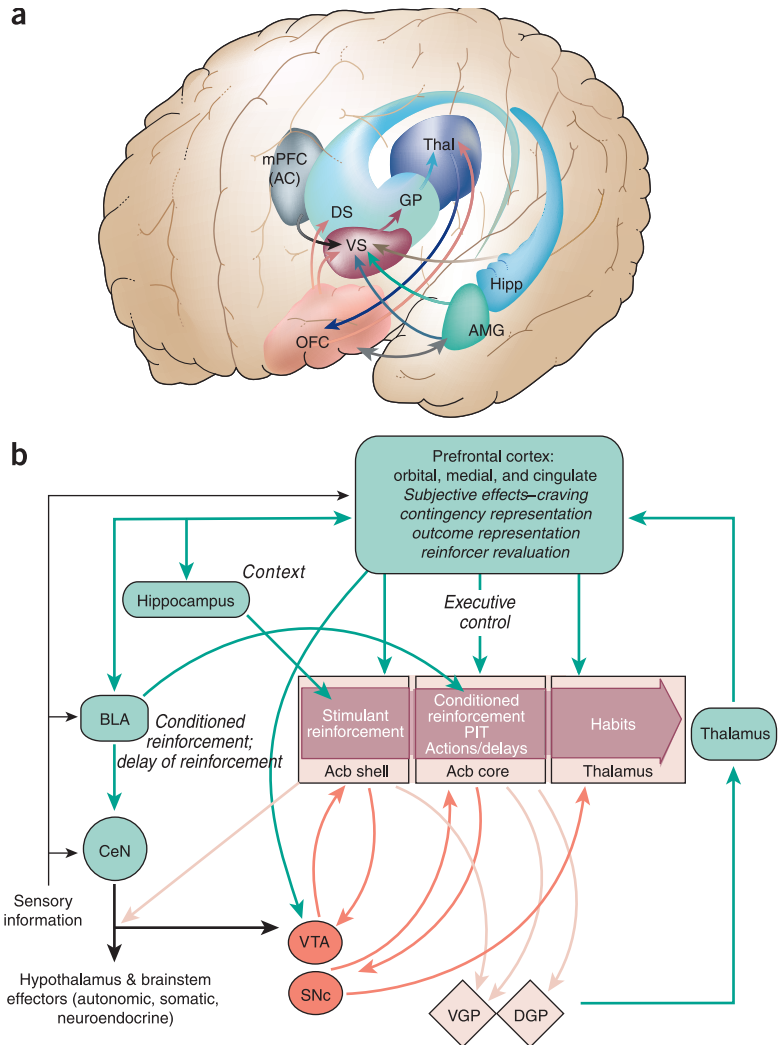 a
mPFC
(AC)
Thal
DS
GP
VS
Hipp
OFC
AMG
b
Prefrontal cortex:
orbital, medial, and cingulate
Subjective effects–craving
contingency representation
outcome representation
reinforcer revaluation
Context
Hippocampus
Executive
control
BLA
Conditioned
reinforcement;
delay of reinforcement
Stimulant
reinforcement
Conditioned
reinforcement
PIT
Actions/delays
Habits
Thalamus
Acb shell
Acb core
Thalamus
CeN
Sensory
information
VTA
Hypothalamus & brainstem
effectors (autonomic, somatic,
neuroendocrine)
SNc
VGP
DGP